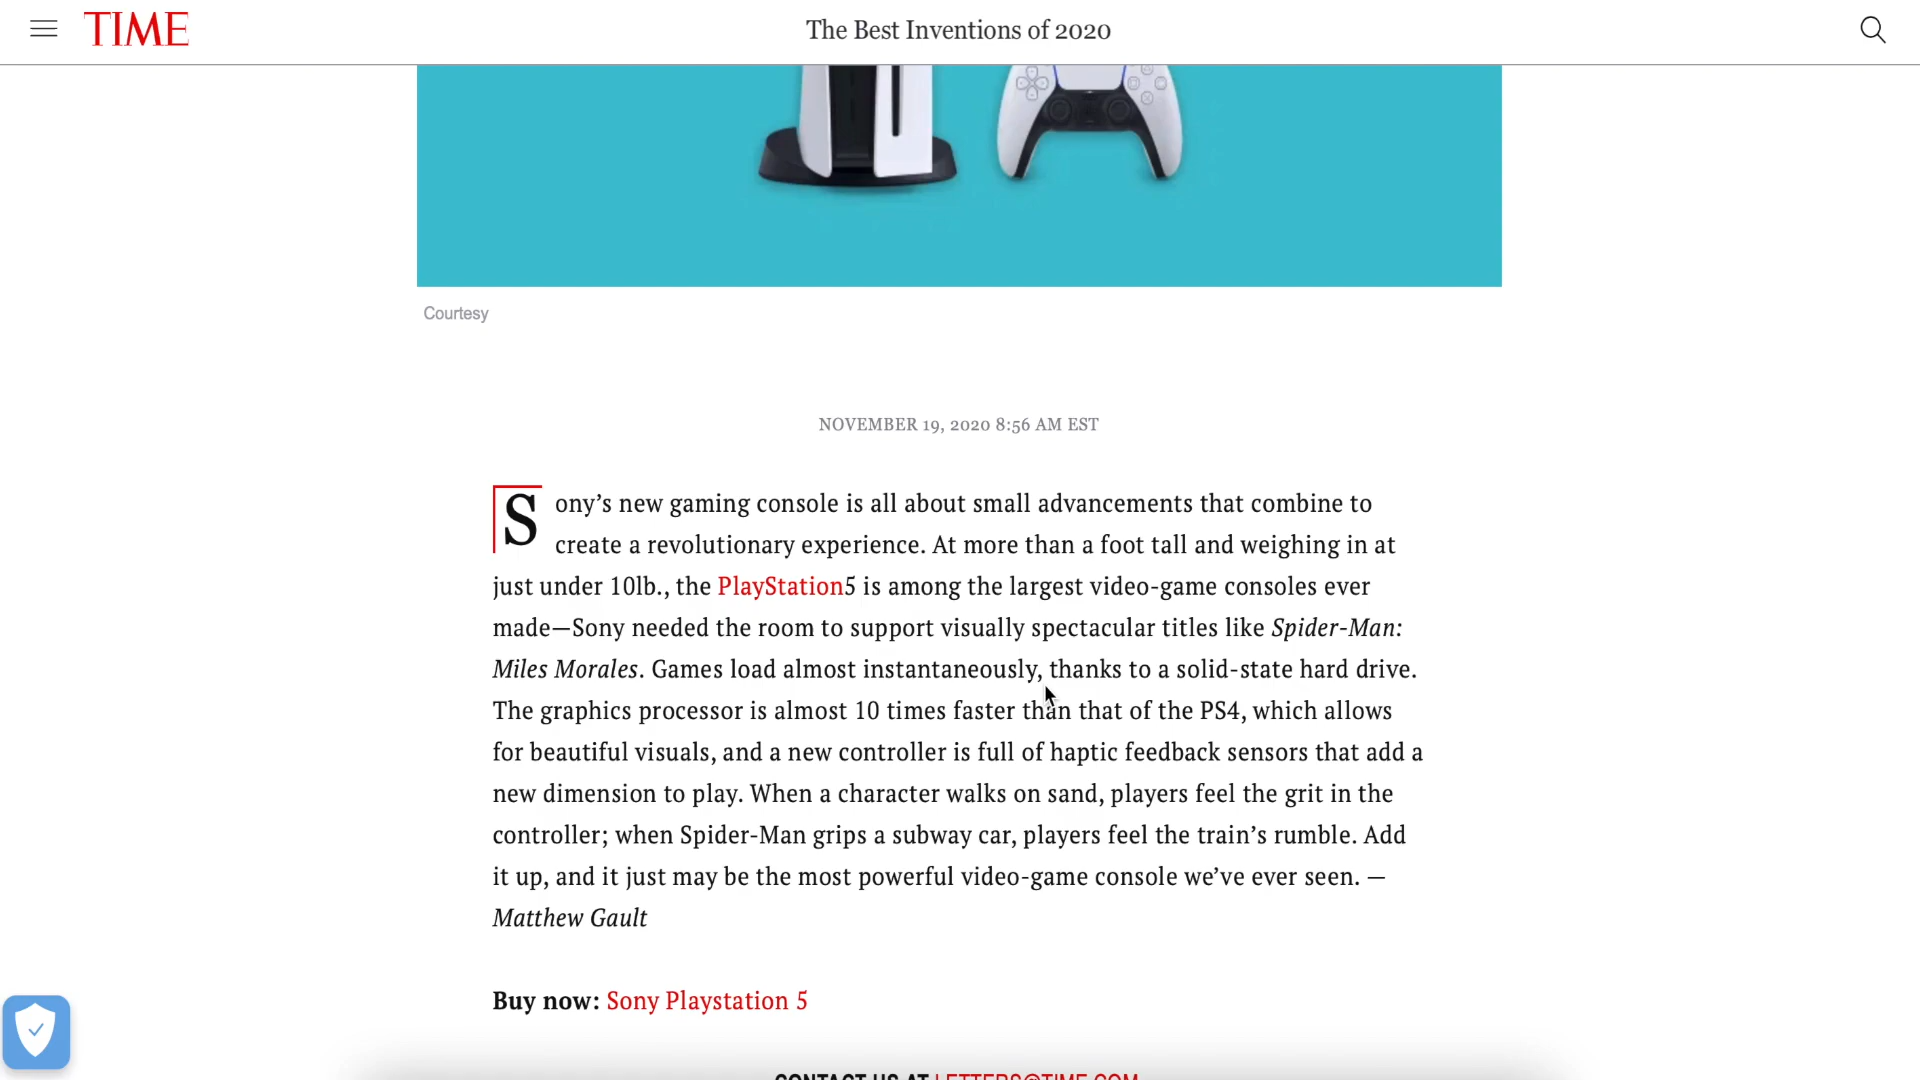 TIME
The Best Inventions of 2020
Courtesy
NOVEMBER 19, 2020 8:56 AM EST
Sony’s new gaming console is all about small advancements that combine to
create a revolutionary experience. At more than a foot tall and weighing in at
just under 10lb., the PlayStation5 is among the largest video-game consoles ever
made—Sony needed the room to support visually spectacular titles like Spider-Man:
Miles Morales. Games load almost instantaneously, thanks to a solid-state hard drive.
The graphics processor is almost 10 times faster than that of the PS4, which allows
for beautiful visuals, and a new controller is full of haptic feedback sensors that add a
new dimension to play. When a character walks on sand, players feel the grit in the
controller; when Spider-Man grips a subway car, players feel the train’s rumble. Add
it up, and it just may be the most powerful video-game console we’ve ever seen. —
Matthew Gault
Buy now: Sony Playstation 5
CONTACT US AT LETTERS@TIME.COM